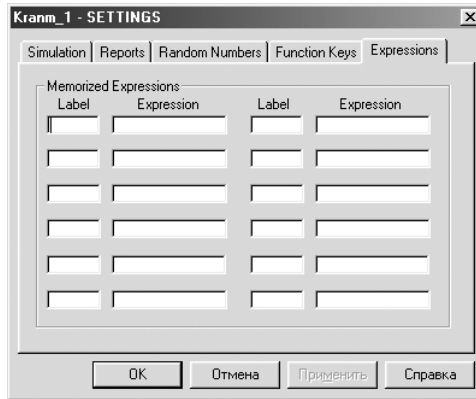 Kranm_1 - SETTINGS
Simulation Reports Random Numbers Function Keys Expressions
Memorized Expressions
Label Expression Label Expression
OK Отмена Применить Справка